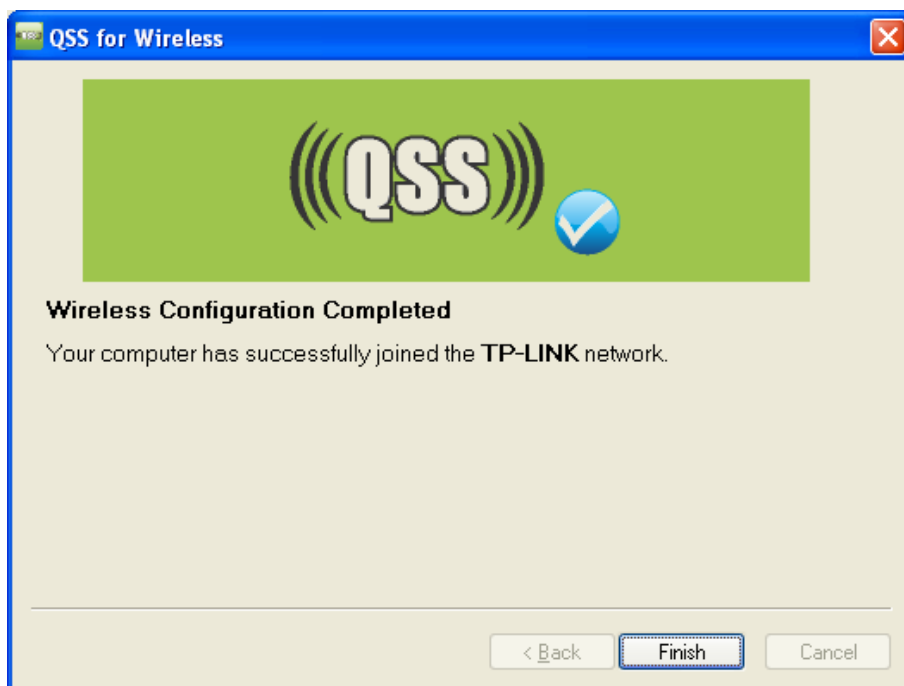 QSS for Wireless
(((QSS)))
Wireless Configuration Completed
Your computer has successfully joined the TP-LINK network.
< Back Finish Cancel